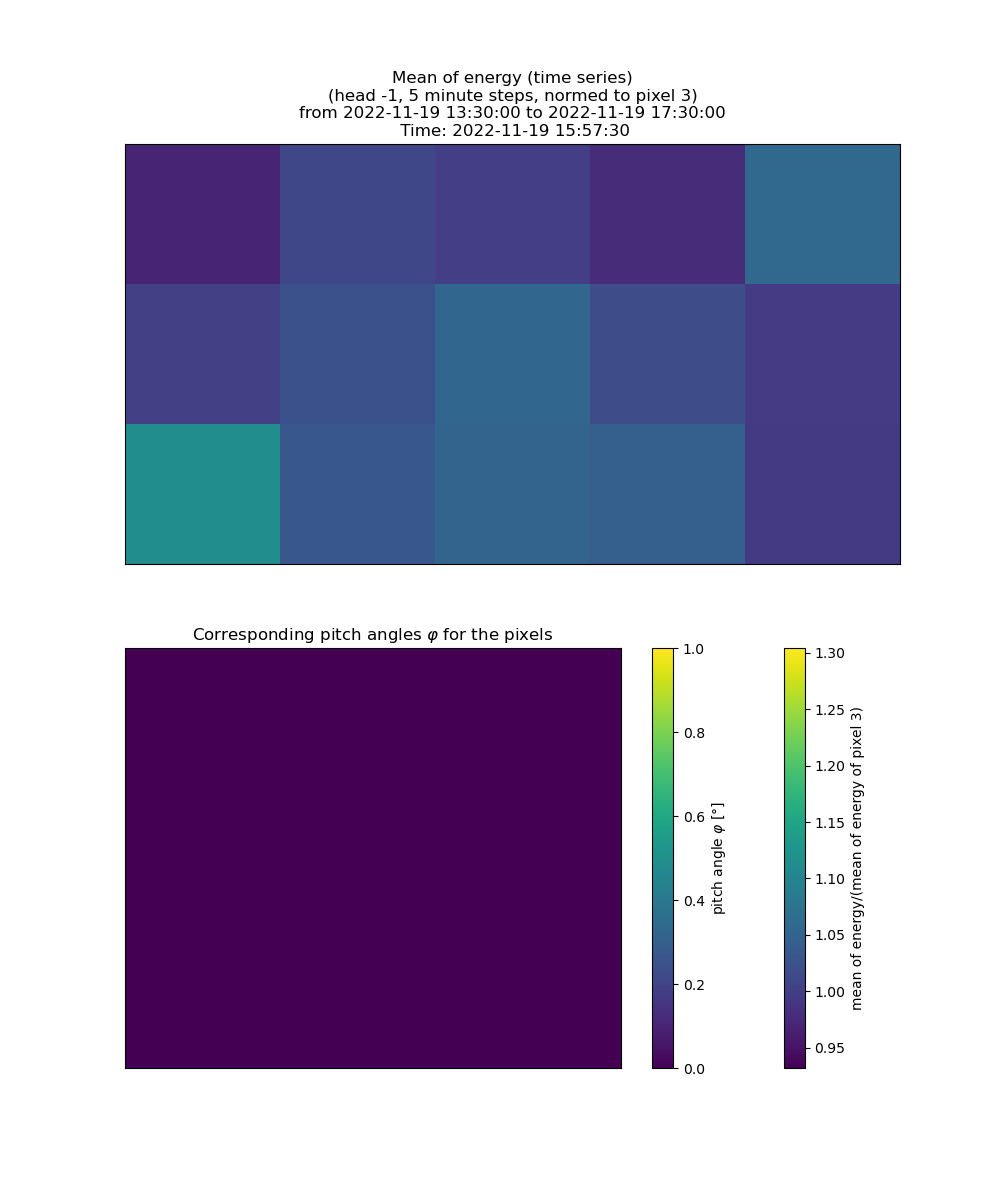 Mean of energy (time series)
(head -1, 5 minute steps, normed to pixel 3)
from 2022-11-19 13:30:00 to 2022-11-19 17:30:00
Time: 2022-11-19 15:57:30
Corresponding pitch angles φ for the pixels
1.0
0.8
0.6
0.4
0.2
0.0
pitch angle φ [°]
1.30
1.25
1.20
1.15
1.10
1.05
1.00
0.95
mean of energy/(mean of energy of pixel 3)